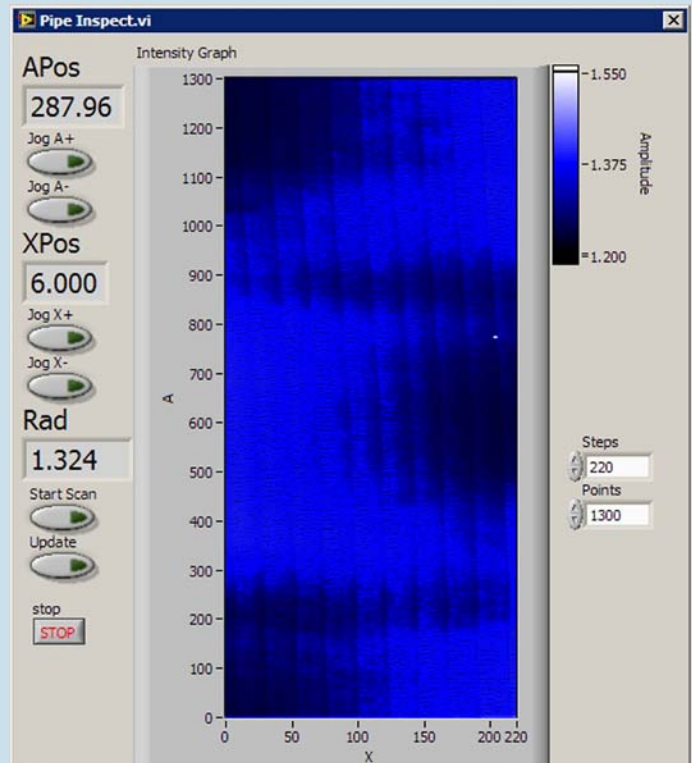 Pipe Inspect.vi
APos
287.96
Jog A+
Jog A-
XPos
6.000
Jog X+
Jog X-
Rad
1.324
Start Scan
Update
stop
STOP
Intensity Graph
1300
1200
1100
1000
900
800
700
600
500
400
300
200
100
0
A
0 50 100 150 200 220
X
1.550
1.375
1.200
Amplitude
Steps
220
Points
1300